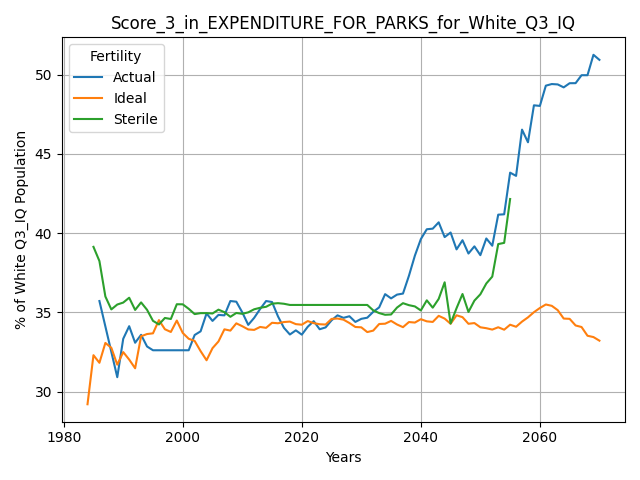 Score_3_in_EXPENDITURE_FOR_PARKS_for_White_Q3_IQ
Fertility
Actual
Ideal
Sterile
% of White Q3_IQ Population
50
45
40
35
30
1980
2000
2020
2040
2060
Years